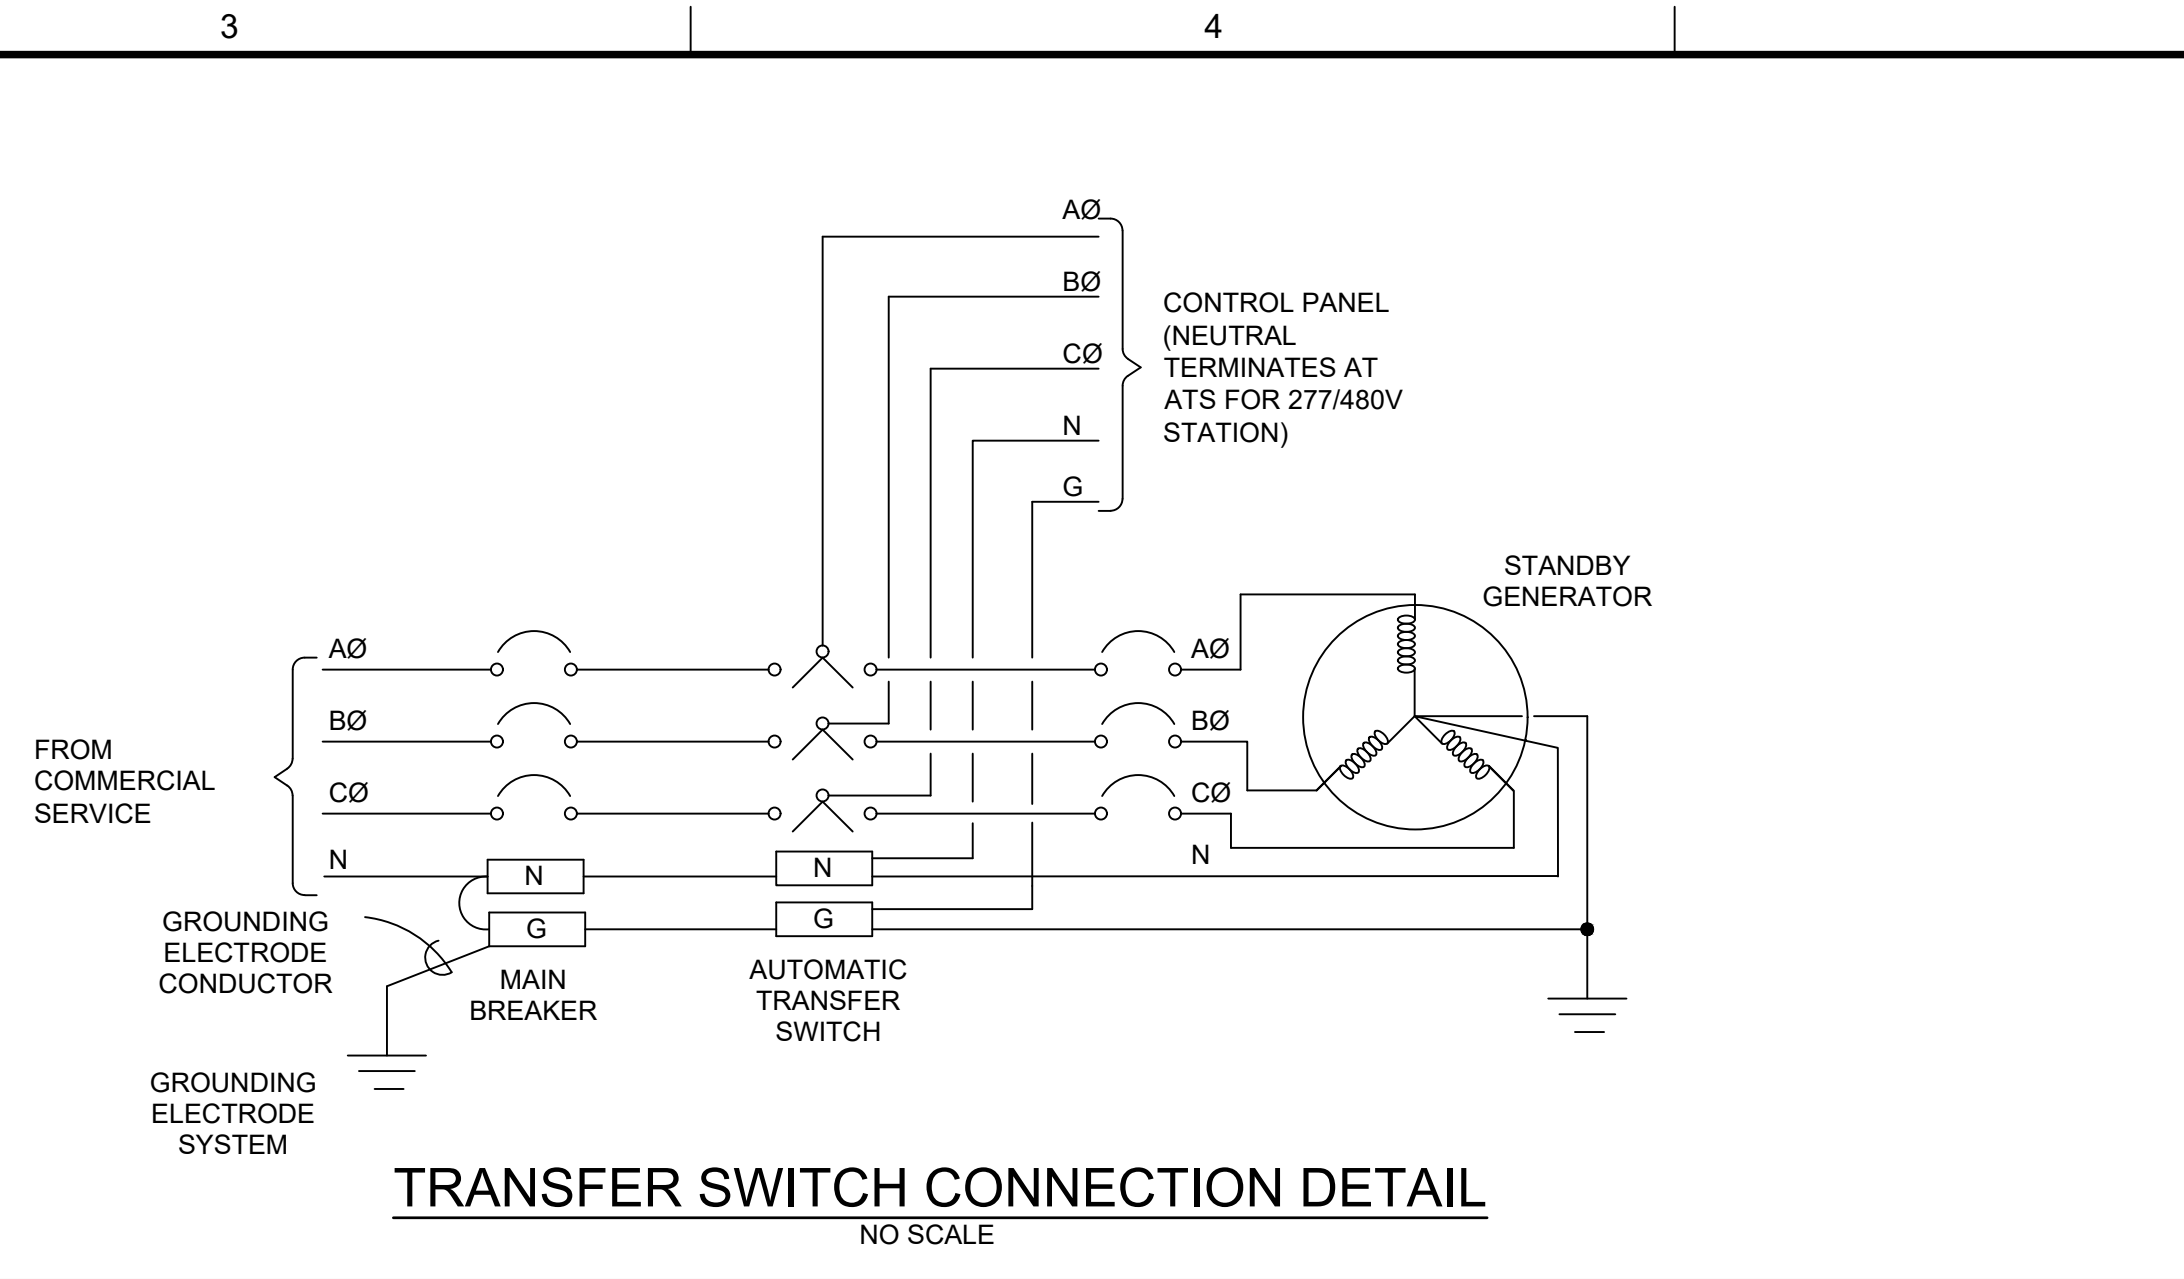 3
4
AØ
BØ
CØ
N
G
CONTROL PANEL
(NEUTRAL
TERMINATES AT
ATS FOR 277/480V
STATION)
STANDBY
GENERATOR
FROM
COMMERCIAL
SERVICE
AØ
BØ
CØ
N
AØ
BØ
CØ
N
N
G
N
G
GROUNDING
ELECTRODE
CONDUCTOR
MAIN
BREAKER
AUTOMATIC
TRANSFER
SWITCH
GROUNDING
ELECTRODE
SYSTEM
TRANSFER SWITCH CONNECTION DETAIL
NO SCALE